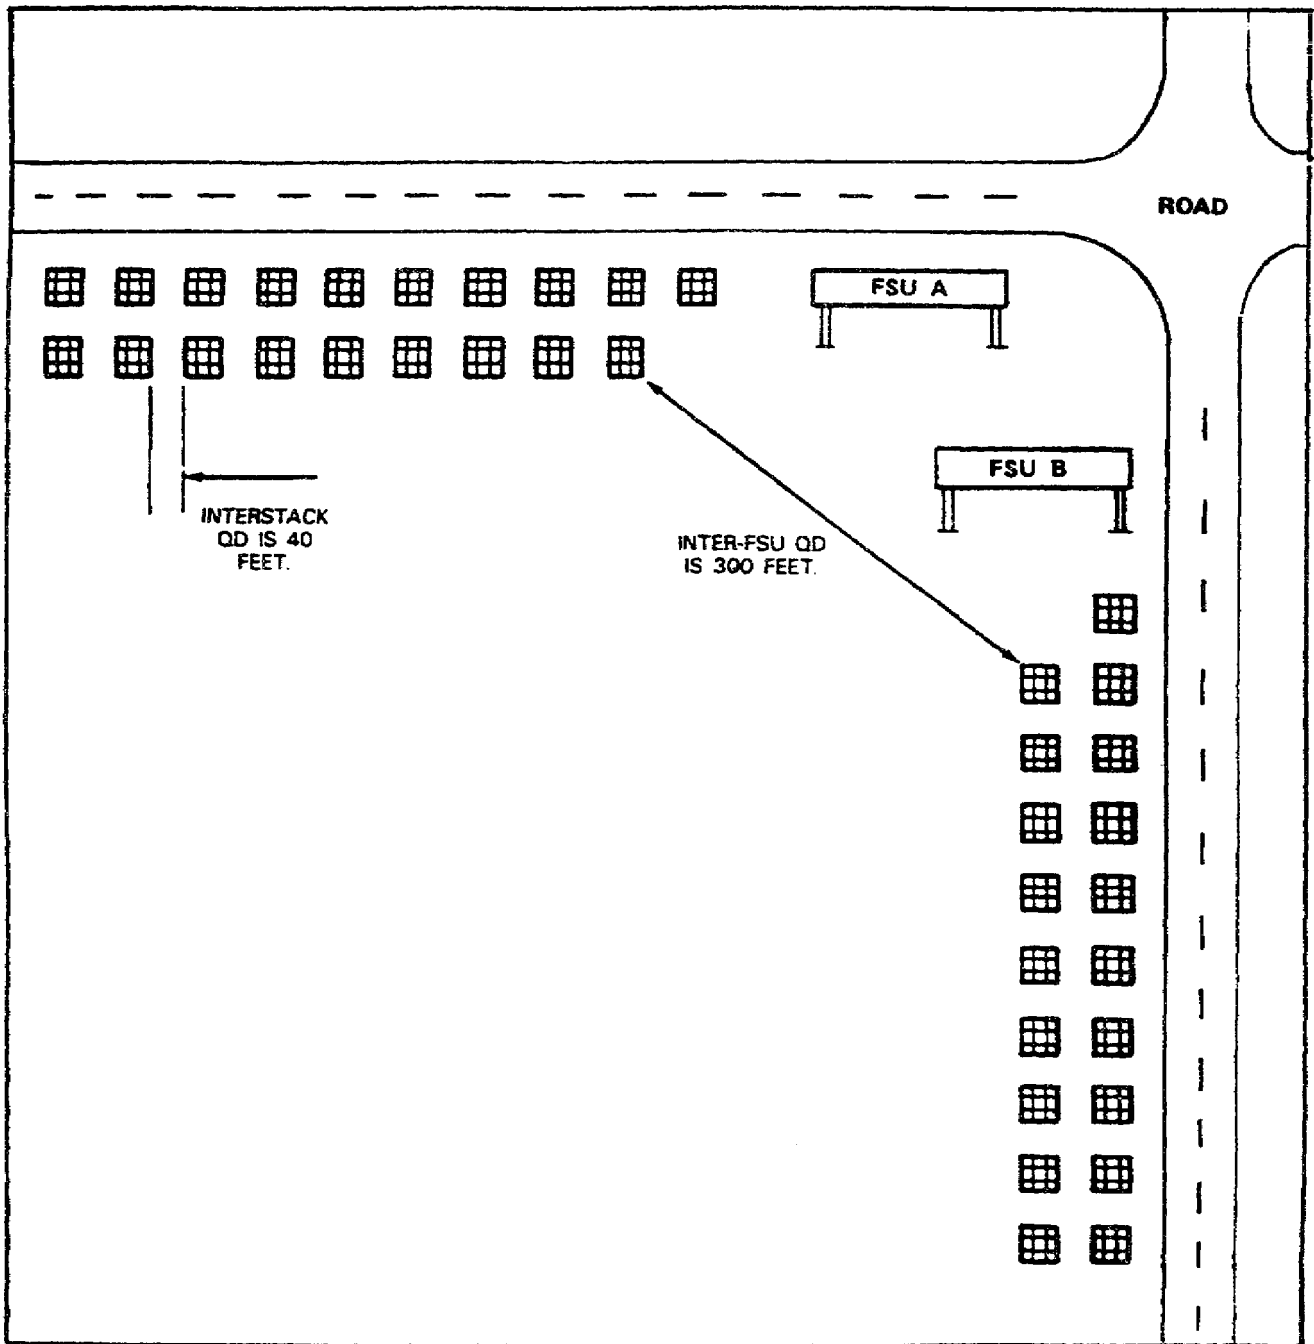 ROAD
FSU A
FSU B
INTERSTACK
QD IS 40
FEET.
INTER-FSU QD
IS 300 FEET.